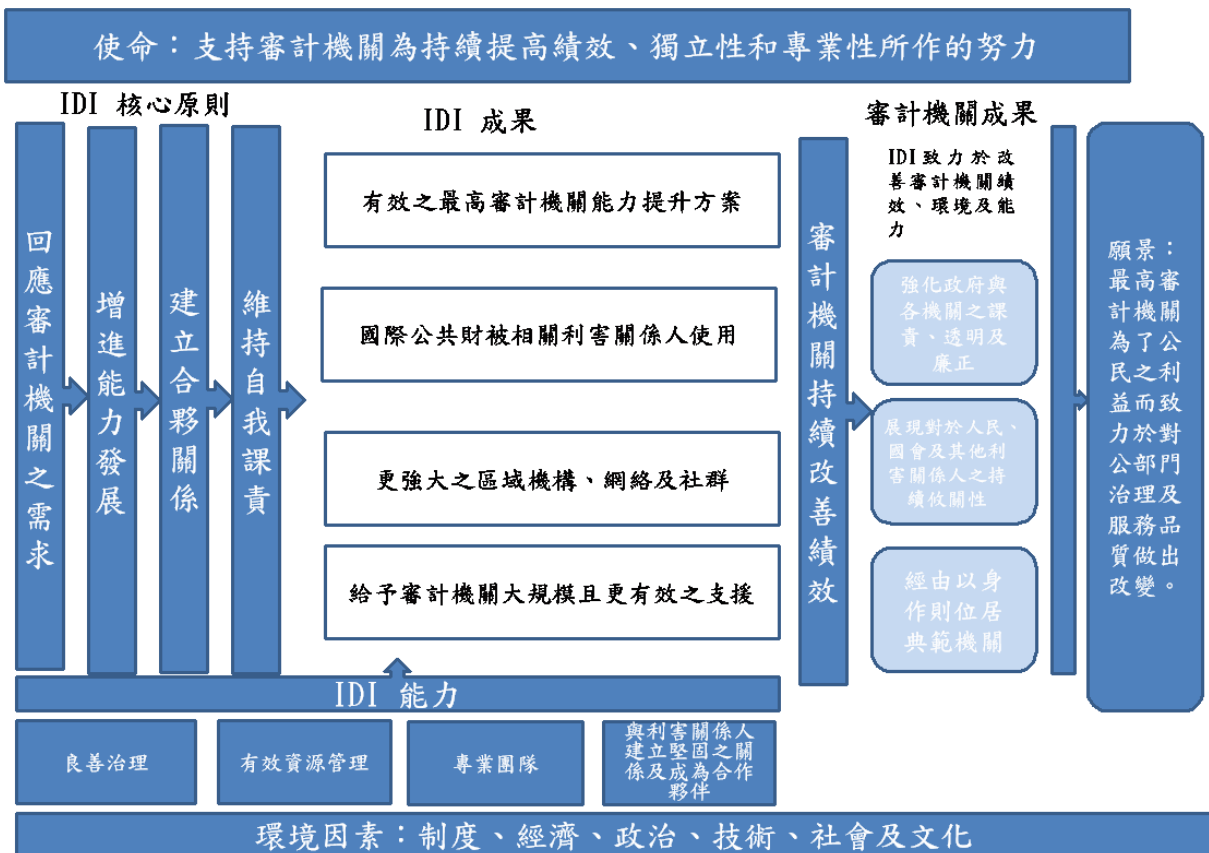 使命：支持審計機關為持續提高績效、獨立性和專業性所作的努力
IDI 核心原則
回應審計機關之需求
增進能力發展
建立合夥關係
維持自我課責
IDI 成果
有效之最高審計機關能力提升方案
國際公共財被相關利害關係人使用
更強大之區域機構、網絡及社群
給予審計機關大規模且更有效之支援
審計機關持續改善績效
審計機關成果
IDI致力於改
善審計機關績
效、環境及能
力
強化政府與
各機關之課
責、透明及
廉正
展現對於人民、
國會及其他利
害關係人之持
續攸關性
經由以身
作則位居
典範機關
願景：
最高審
計機關
為了公
民之利
益而致
力於對
公部門
治理及
服務品
質做出
改變。
IDI 能力
良善治理
有效資源管理
專業團隊
與利害關係人
建立堅固之關
係及成為合作
夥伴
環境因素：制度、經濟、政治、技術、社會及文化